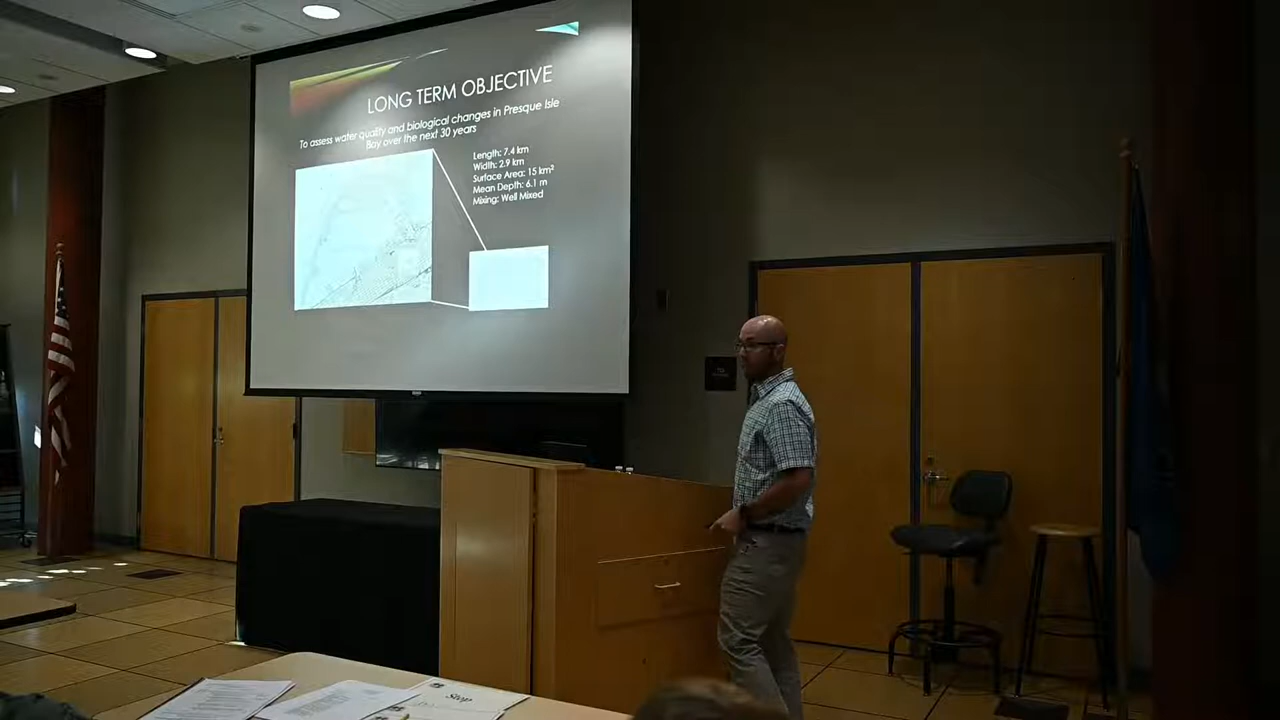 LONG TERM OBJECTIVE
To assess water quality and biological changes in Presque Isle
Bay over the next 30 years
Length: 7.4 km
Width: 2.9 km
Surface Area: 15 km²
Mean Depth: 6.1 m
Mixing: Well Mixed
Stop